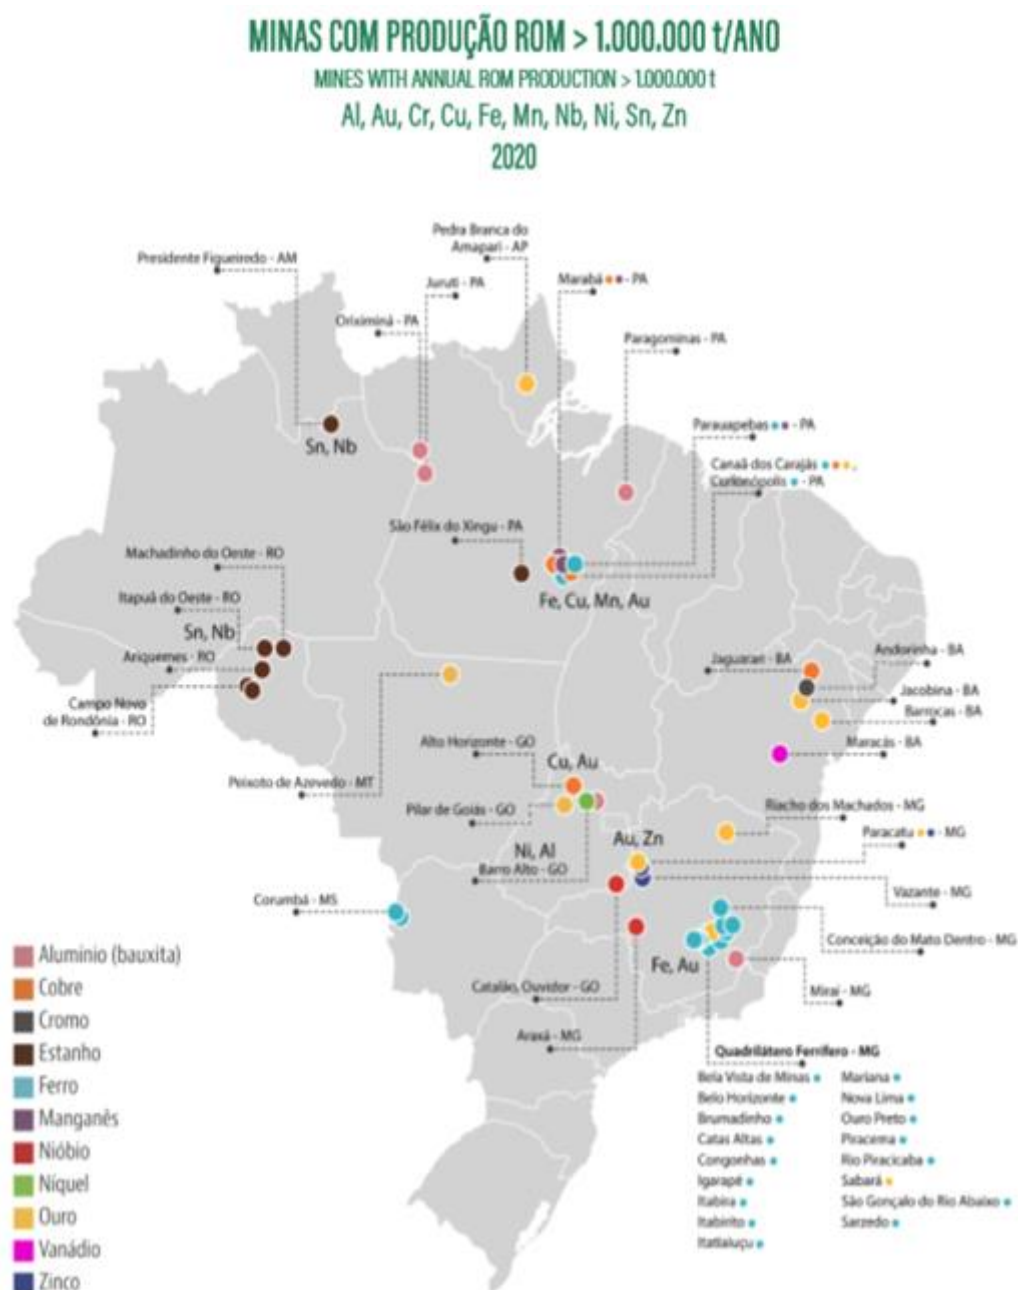 MINAS COM PRODUÇÃO ROM > 1.000.000 t/ANO
MINES WITH ANNUAL ROM PRODUCTION > 1.000.000 t
Al, Au, Cr, Cu, Fe, Mn, Nb, Ni, Sn, Zn
2020
Pedra Branca do
Amapari - AP
Presidente Figueiredo - AM
Juruti - PA
Marabá - PA
Oriximiná - PA
Paragominas - PA
Parauapebas - PA
Sn, Nb
Canaã dos Carajás
Curionópolis - PA
São Félix do Xingu - PA
Machadinho do Oeste - RO
Itapuã do Oeste - RO
Fe, Cu, Mn, Au
Sn, Nb
Ariquemes - RO
Jaguarari - BA
Andorinha - BA
Jacobina - BA
Campo Novo
de Rondônia - RO
Barrocas - BA
Alto Horizonte - GO
Maracás - BA
Cu, Au
Peixoto de Azevedo - MT
Pilar de Goiás - GO
Riacho dos Machados - MG
Au, Zn
Paracatu - MG
Ni, Al
Barro Alto - GO
Vazante - MG
Corumbá - MS
Conceição do Mato Dentro - MG
Fe, Au
Catalão, Ouvidor - GO
Miraí - MG
Araxá - MG
Quadrilátero Ferrífero - MG
Bela Vista de Minas
Belo Horizonte
Brumadinho
Catas Altas
Congonhas
Igarapé
Itabira
Itabirito
Itatiaiuçu
Mariana
Nova Lima
Ouro Preto
Piracema
Rio Piracicaba
Sabará
São Gonçalo do Rio Abaixo
Sarzedo
Alumínio (bauxita)
Cobre
Cromo
Estanho
Ferro
Manganês
Nióbio
Níquel
Ouro
Vanádio
Zinco